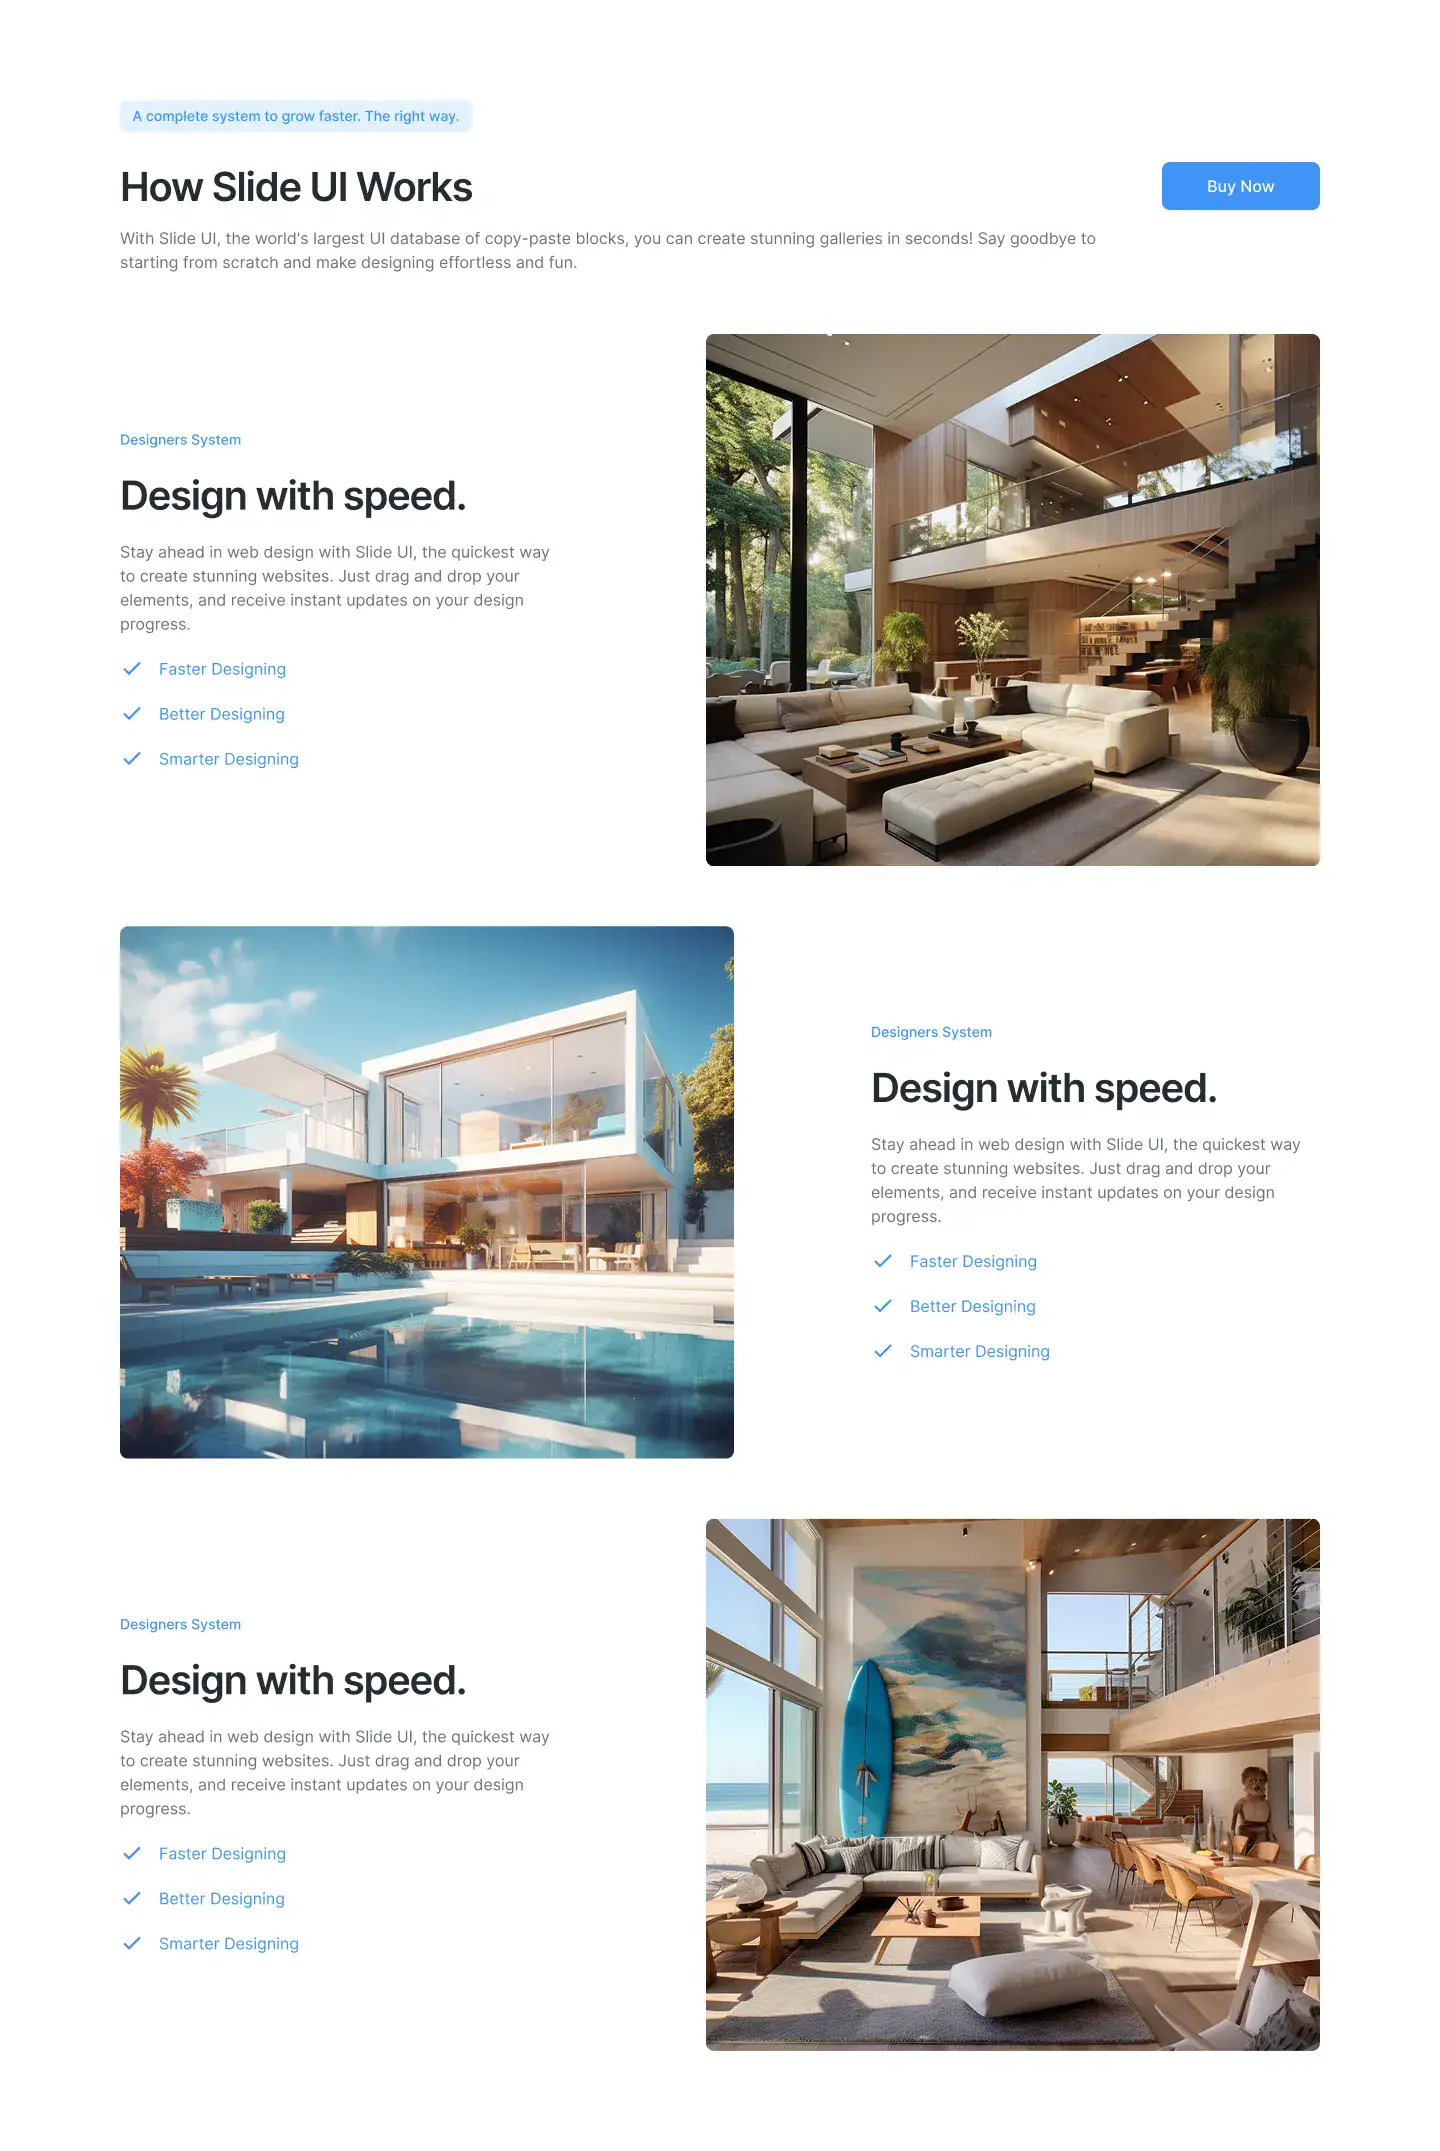 A complete system to grow faster. The right way.
How Slide UI Works
Buy Now
With Slide UI, the world's largest UI database of copy-paste blocks, you can create stunning galleries in seconds! Say goodbye to
starting from scratch and make designing effortless and fun.
Designers System
Design with speed.
Stay ahead in web design with Slide UI, the quickest way
to create stunning websites. Just drag and drop your
elements, and receive instant updates on your design
progress.
Faster Designing
Better Designing
Smarter Designing
Designers System
Design with speed.
Stay ahead in web design with Slide UI, the quickest way
to create stunning websites. Just drag and drop your
elements, and receive instant updates on your design
progress.
Faster Designing
Better Designing
Smarter Designing
Designers System
Design with speed.
Stay ahead in web design with Slide UI, the quickest way
to create stunning websites. Just drag and drop your
elements, and receive instant updates on your design
progress.
Faster Designing
Better Designing
Smarter Designing